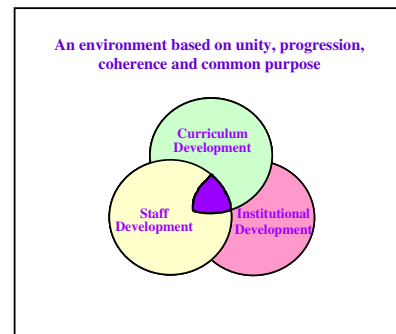 An environment based on unity, progression,
coherence and common purpose
Curriculum
Development
Staff
Development
Institutional
Development